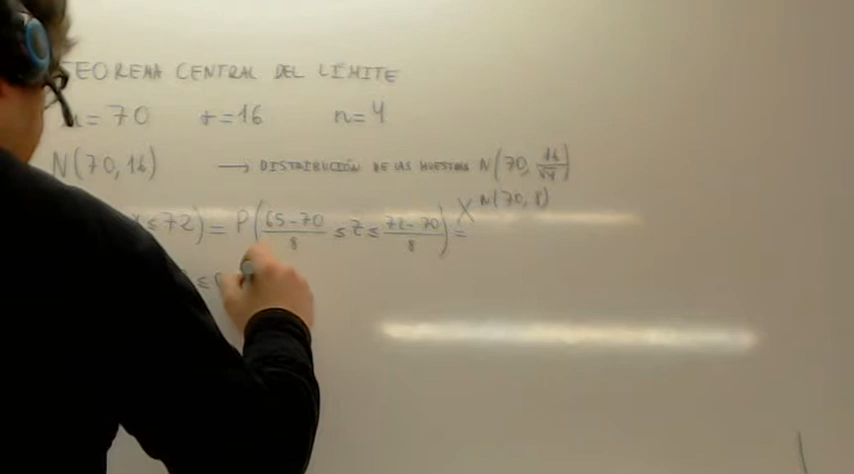 TEOREMA CENTRAL DEL LÍMITE
= 70 σ = 16 n = 4
N(70, 16) → DISTRIBUCIÓN DE LAS MUESTRAS N(70, 16/√4)
X N(70, 8)
≤ 72) = P(65-70/8 ≤ Z ≤ 72-70/8) =
≤